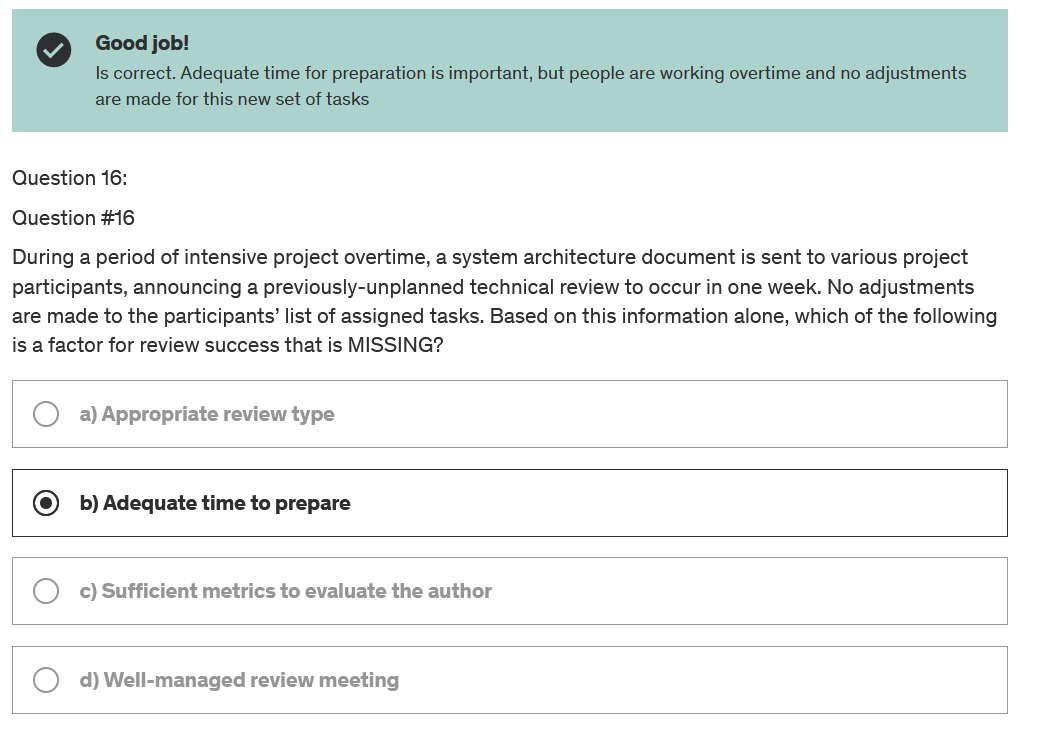 Good job!
Is correct. Adequate time for preparation is important, but people are working overtime and no adjustments
are made for this new set of tasks
Question 16:
Question #16
During a period of intensive project overtime, a system architecture document is sent to various project
participants, announcing a previously-unplanned technical review to occur in one week. No adjustments
are made to the participants’ list of assigned tasks. Based on this information alone, which of the following
is a factor for review success that is MISSING?
a) Appropriate review type
b) Adequate time to prepare
c) Sufficient metrics to evaluate the author
d) Well-managed review meeting